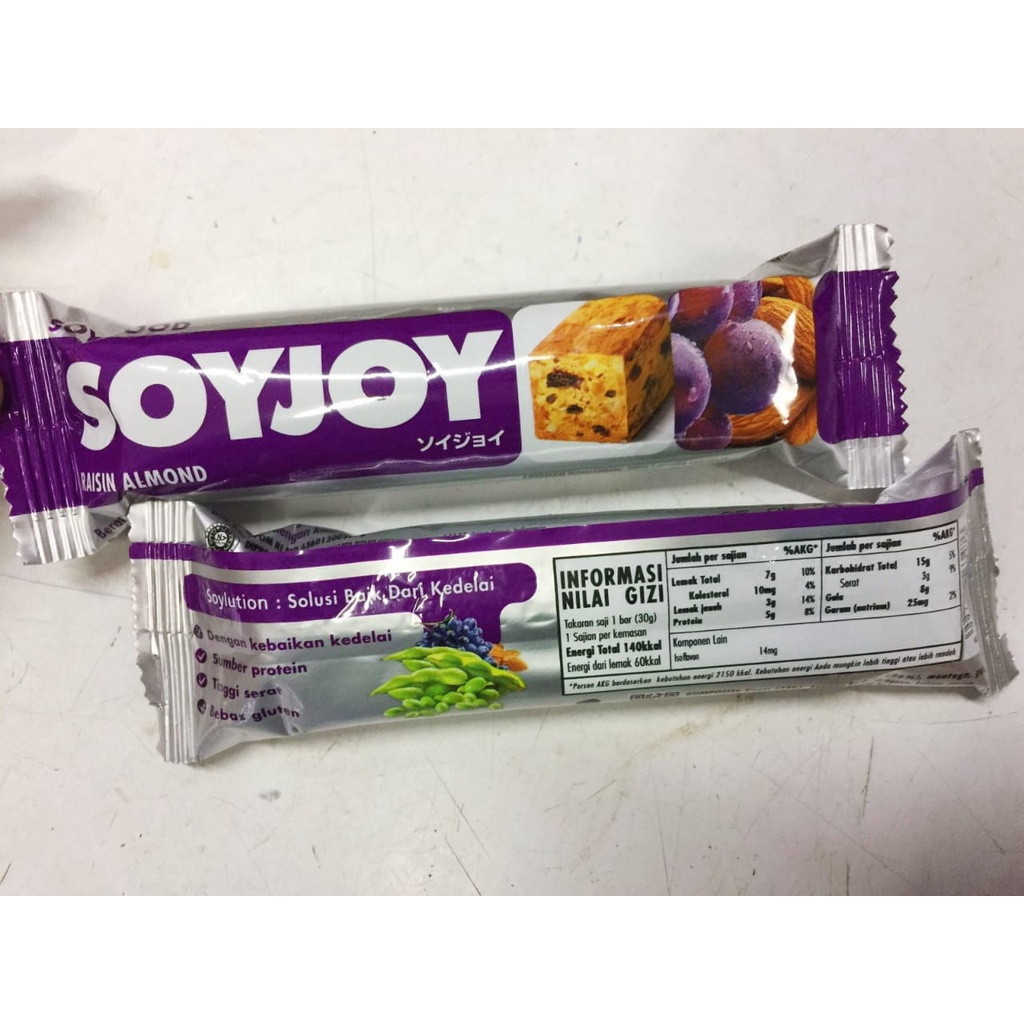 SOYJOY
ソイジョイ
RAISIN ALMOND
Soylution : Solusi Baik Dari Kedelai
Dengan kebaikan kedelai
Sumber protein
Tinggi serat
Bebas gluten
INFORMASI
NILAI GIZI
Takaran saji 1 bar (30g)
1 Sajian per kemasan
Energi Total 140kkal
Energi dari lemak 60kkal
Jumlah per sajian %AKG*
Lemak Total 7g 10%
Kolesterol 10mg 4%
Lemak jenuh 3g 14%
Protein 5g 8%
Jumlah per sajian %AKG*
Karbohidrat Total 15g 5%
Serat 3g 9%
Gula 8g
Garam (natrium) 25mg 2%
Komponen Lain
Isoflavon 14mg
*Persen AKG berdasarkan kebutuhan energi 2150 kkal. Kebutuhan energi Anda mungkin lebih tinggi atau lebih rendah